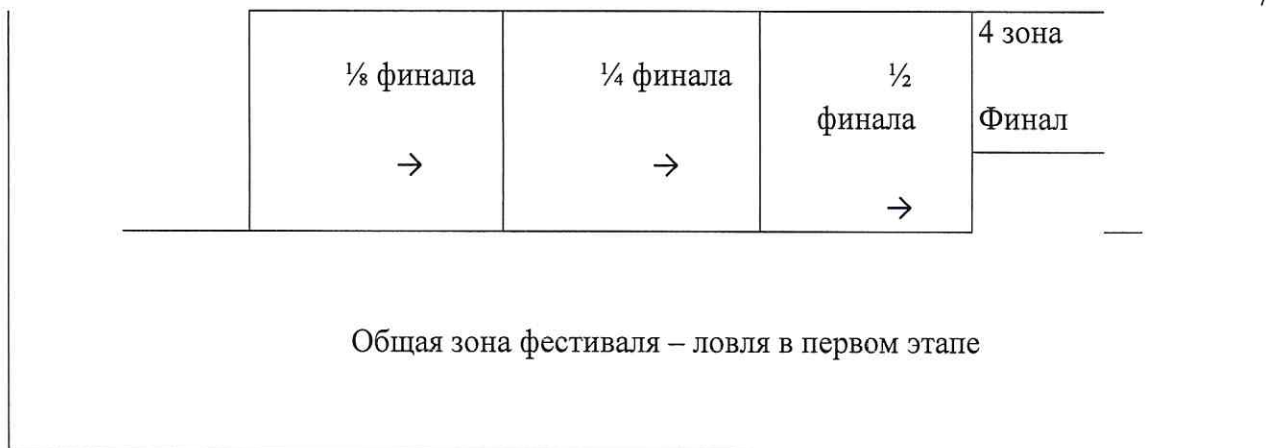 4 зона
⅛ финала
¼ финала
½
финала
Финал
→
→
→
Общая зона фестиваля – ловля в первом этапе